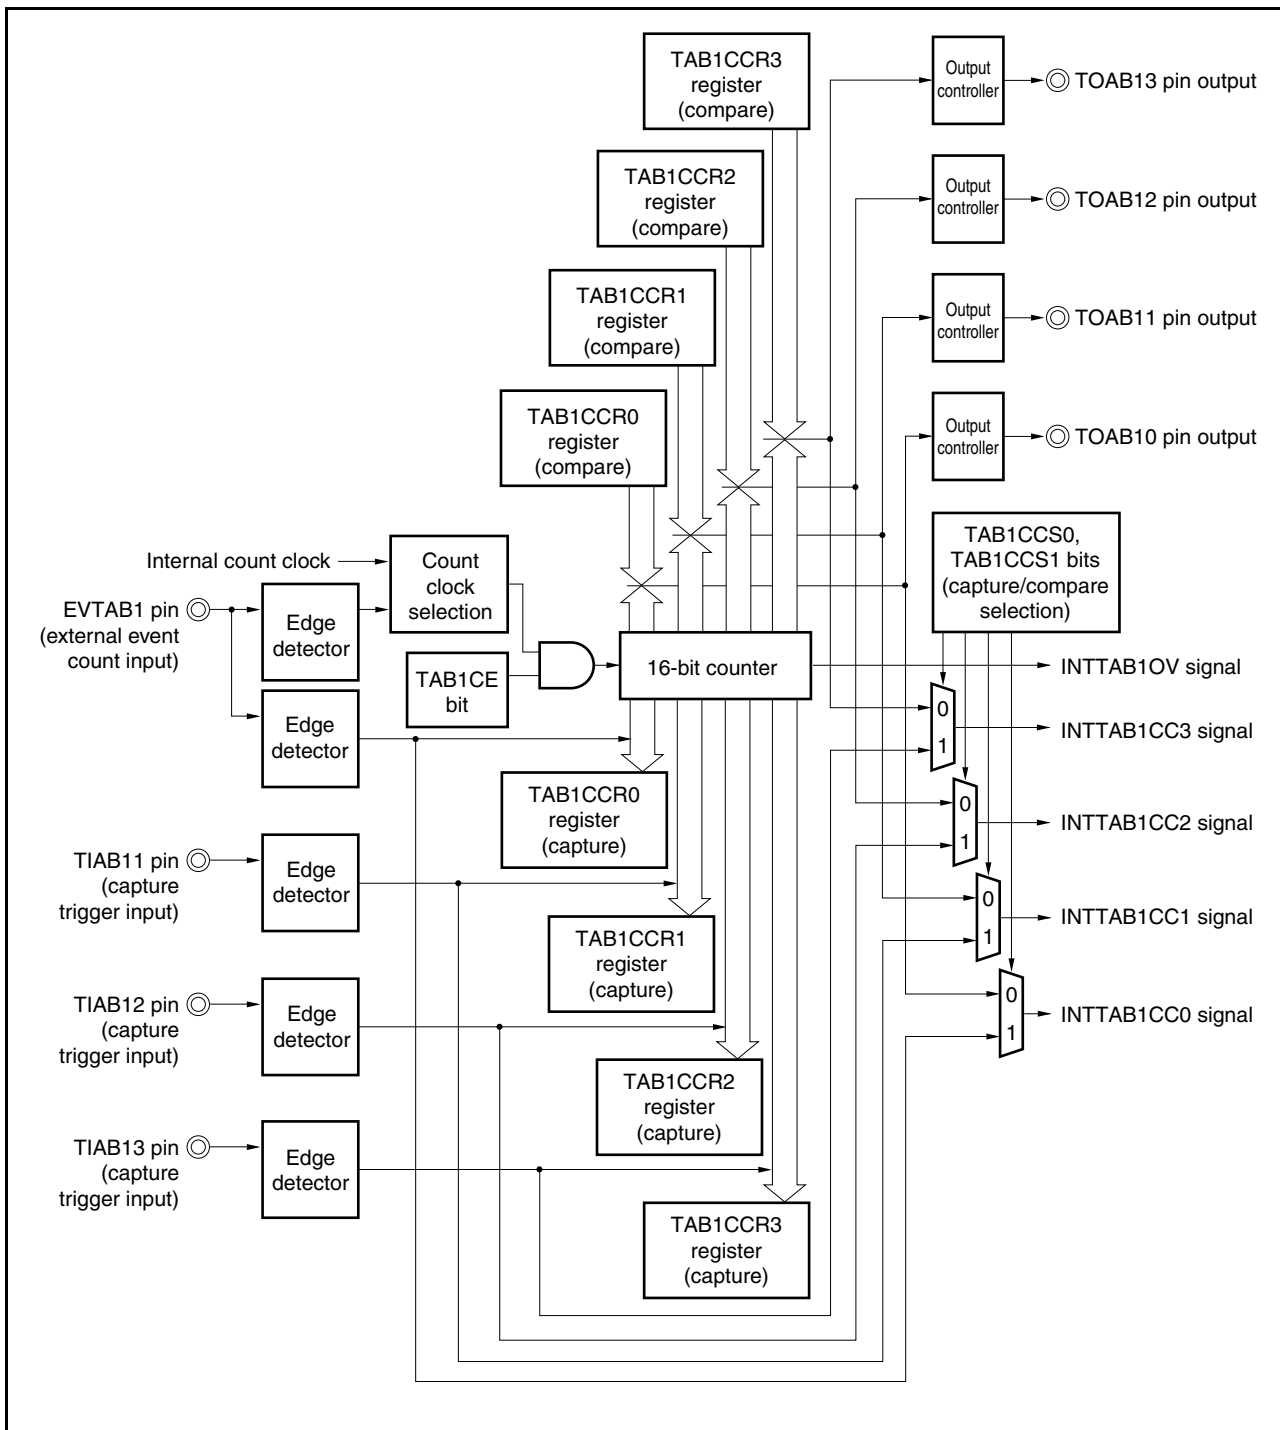 TAB1CCR3
register
(compare)
Output
controller
TOAB13 pin output
TAB1CCR2
register
(compare)
Output
controller
TOAB12 pin output
TAB1CCR1
register
(compare)
Output
controller
TOAB11 pin output
TAB1CCR0
register
(compare)
Output
controller
TOAB10 pin output
TAB1CCS0,
TAB1CCS1 bits
(capture/compare
selection)
Internal count clock
Count
clock
selection
EVTAB1 pin
(external event
count input)
Edge
detector
TAB1CE
bit
16-bit counter
INTTAB1OV signal
Edge
detector
0
1
INTTAB1CC3 signal
TAB1CCR0
register
(capture)
0
1
INTTAB1CC2 signal
TIAB11 pin
(capture
trigger input)
Edge
detector
0
1
INTTAB1CC1 signal
TAB1CCR1
register
(capture)
TIAB12 pin
(capture
trigger input)
Edge
detector
0
1
INTTAB1CC0 signal
TAB1CCR2
register
(capture)
TIAB13 pin
(capture
trigger input)
Edge
detector
TAB1CCR3
register
(capture)